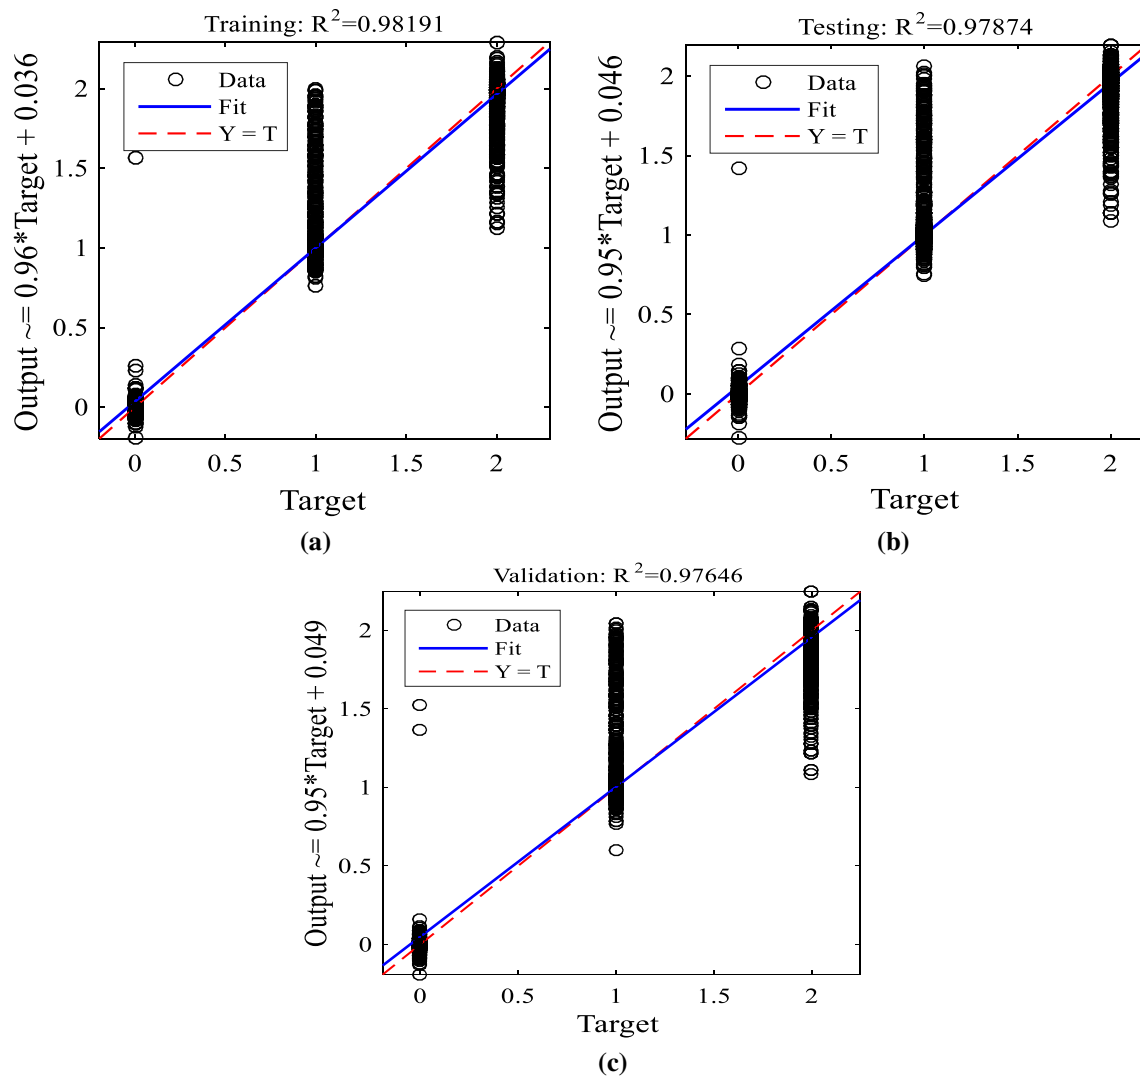 Training: R²=0.98191
Output ~= 0.96*Target + 0.036
2
1.5
1
0.5
0
Data
Fit
Y = T
0 0.5 1 1.5 2
Target
(a)
Testing: R²=0.97874
Output ~= 0.95*Target + 0.046
2
1.5
1
0.5
0
Data
Fit
Y = T
0 0.5 1 1.5 2
Target
(b)
Validation: R²=0.97646
Output ~= 0.95*Target + 0.049
2
1.5
1
0.5
0
Data
Fit
Y = T
0 0.5 1 1.5 2
Target
(c)